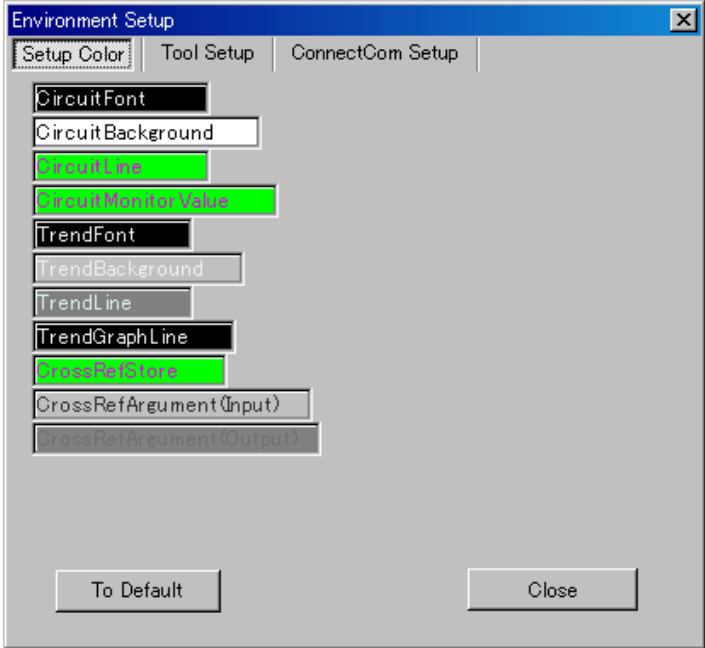 Environment Setup
Setup Color Tool Setup ConnectCom Setup
CircuitFont
CircuitBackground
CircuitLine
CircuitMonitorValue
TrendFont
TrendBackground
TrendLine
TrendGraphLine
CrossRefStore
CrossRefArgument(Input)
CrossRefArgument(Output)
To Default Close